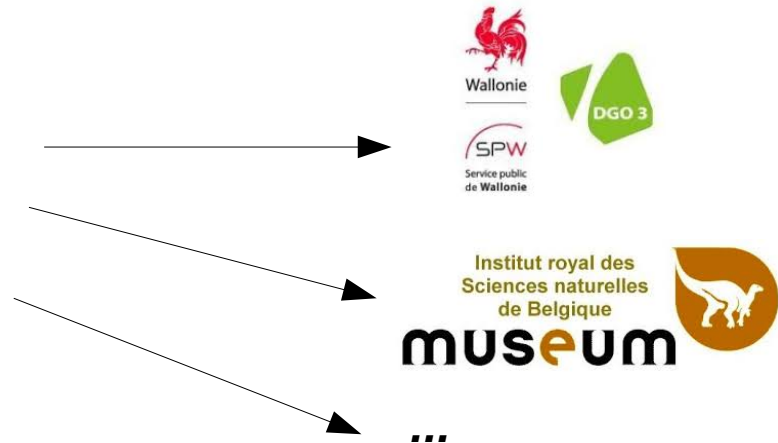 Wallonie
DGO 3
SPW
Service public
de Wallonie
Institut royal des
Sciences naturelles
de Belgique
museum